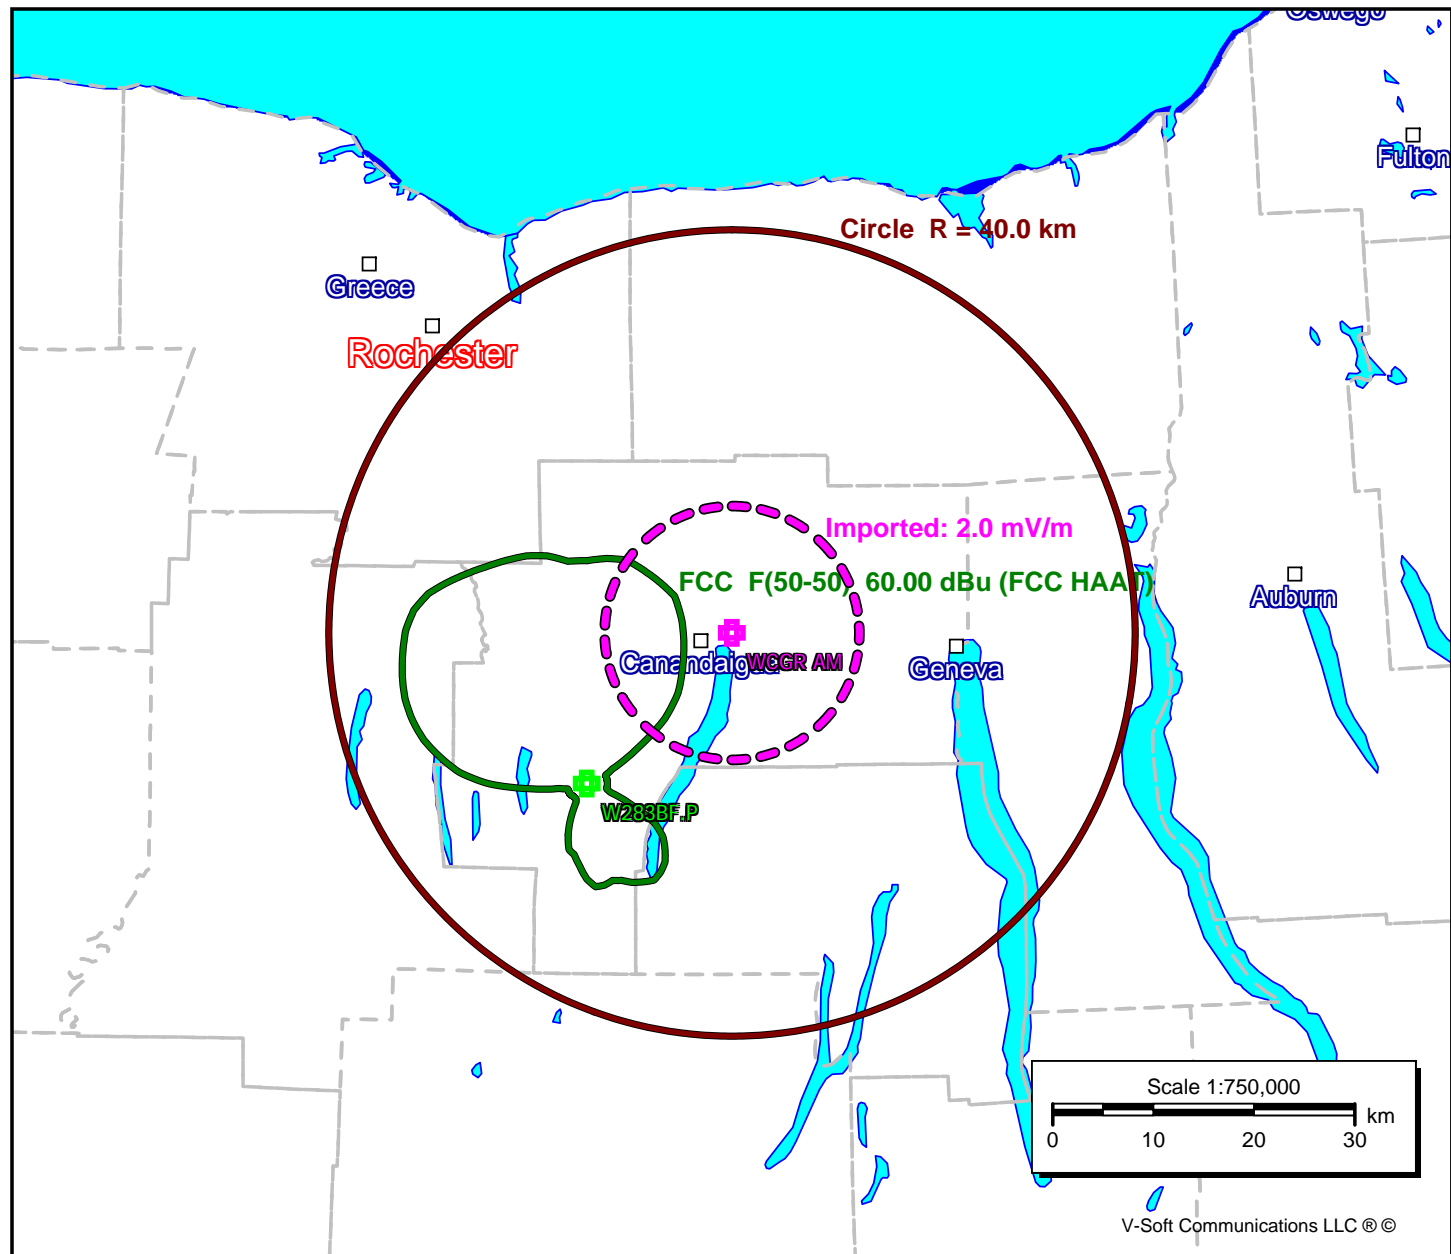 Oswego
Fulton
Circle R = 40.0 km
Greece
Rochester
Imported: 2.0 mV/m
FCC F(50-50) 60.00 dBu (FCC HAAT)
Auburn
Canandaigua
WCGR AM
Geneva
W283BF.P
Scale 1:750,000
km
0 10 20 30
V-Soft Communications LLC ® ©